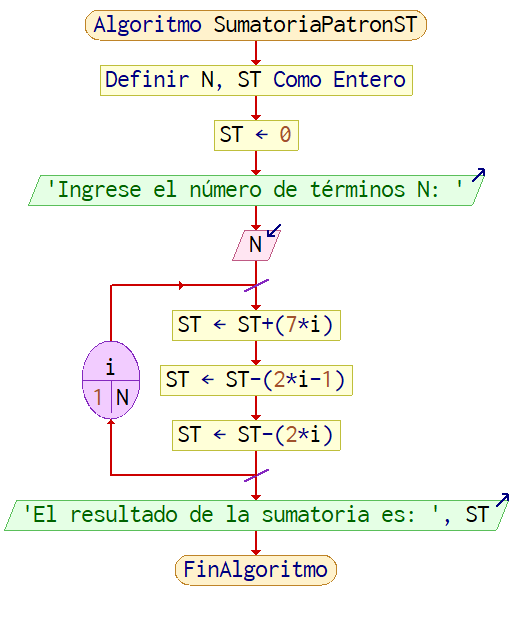 Algoritmo SumatoriaPatronST
Definir N, ST Como Entero
ST ← 0
'Ingrese el número de términos N: '
N
ST ← ST+(7*i)
i
1 N
ST ← ST-(2*i-1)
ST ← ST-(2*i)
'El resultado de la sumatoria es: ', ST
FinAlgoritmo